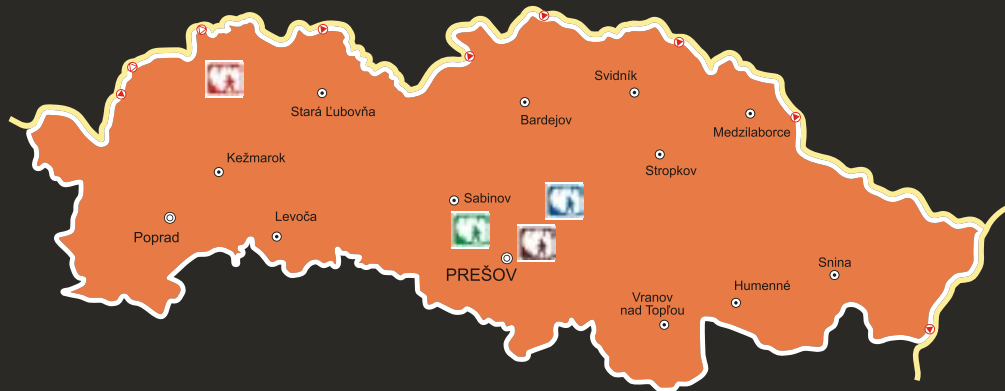 Svidník
Stará Ľubovňa
Bardejov
Medzilaborce
Kežmarok
Stropkov
Sabinov
Levoča
Poprad
PREŠOV
Snina
Humenné
Vranov
nad Topľou